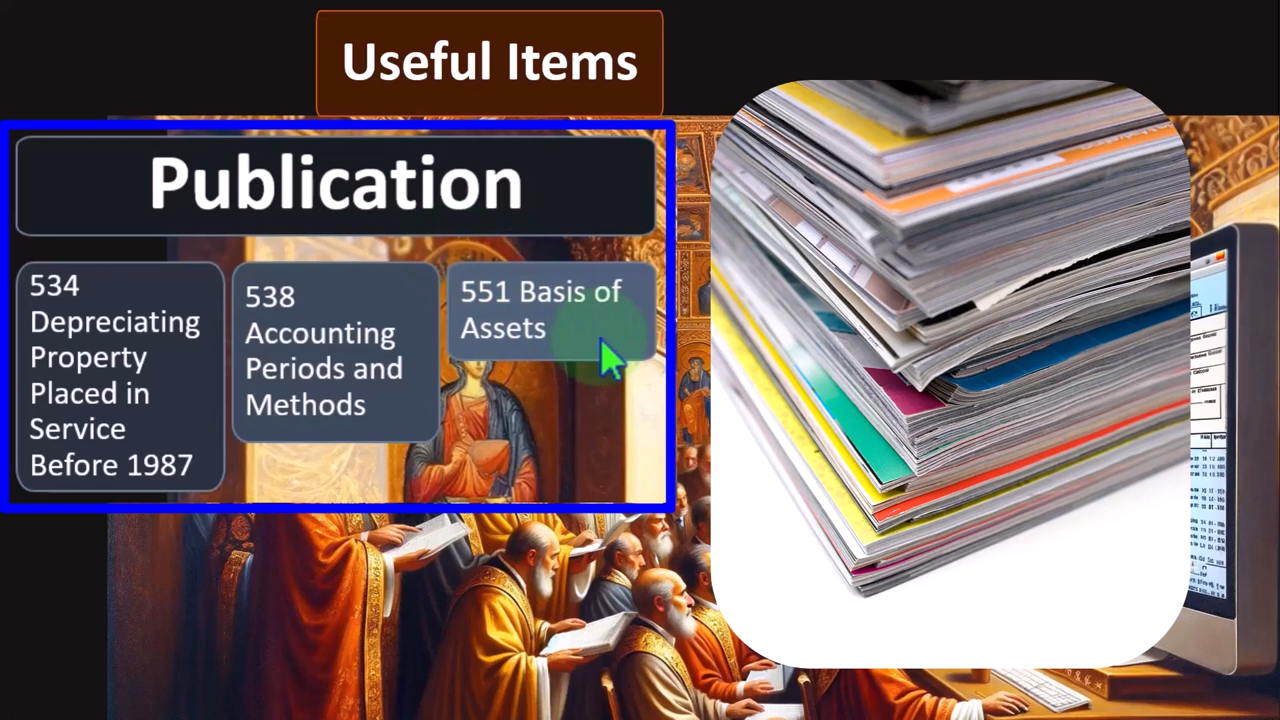 Useful Items
Publication
534
Depreciating
Property
Placed in
Service
Before 1987
538
Accounting
Periods and
Methods
551 Basis of
Assets